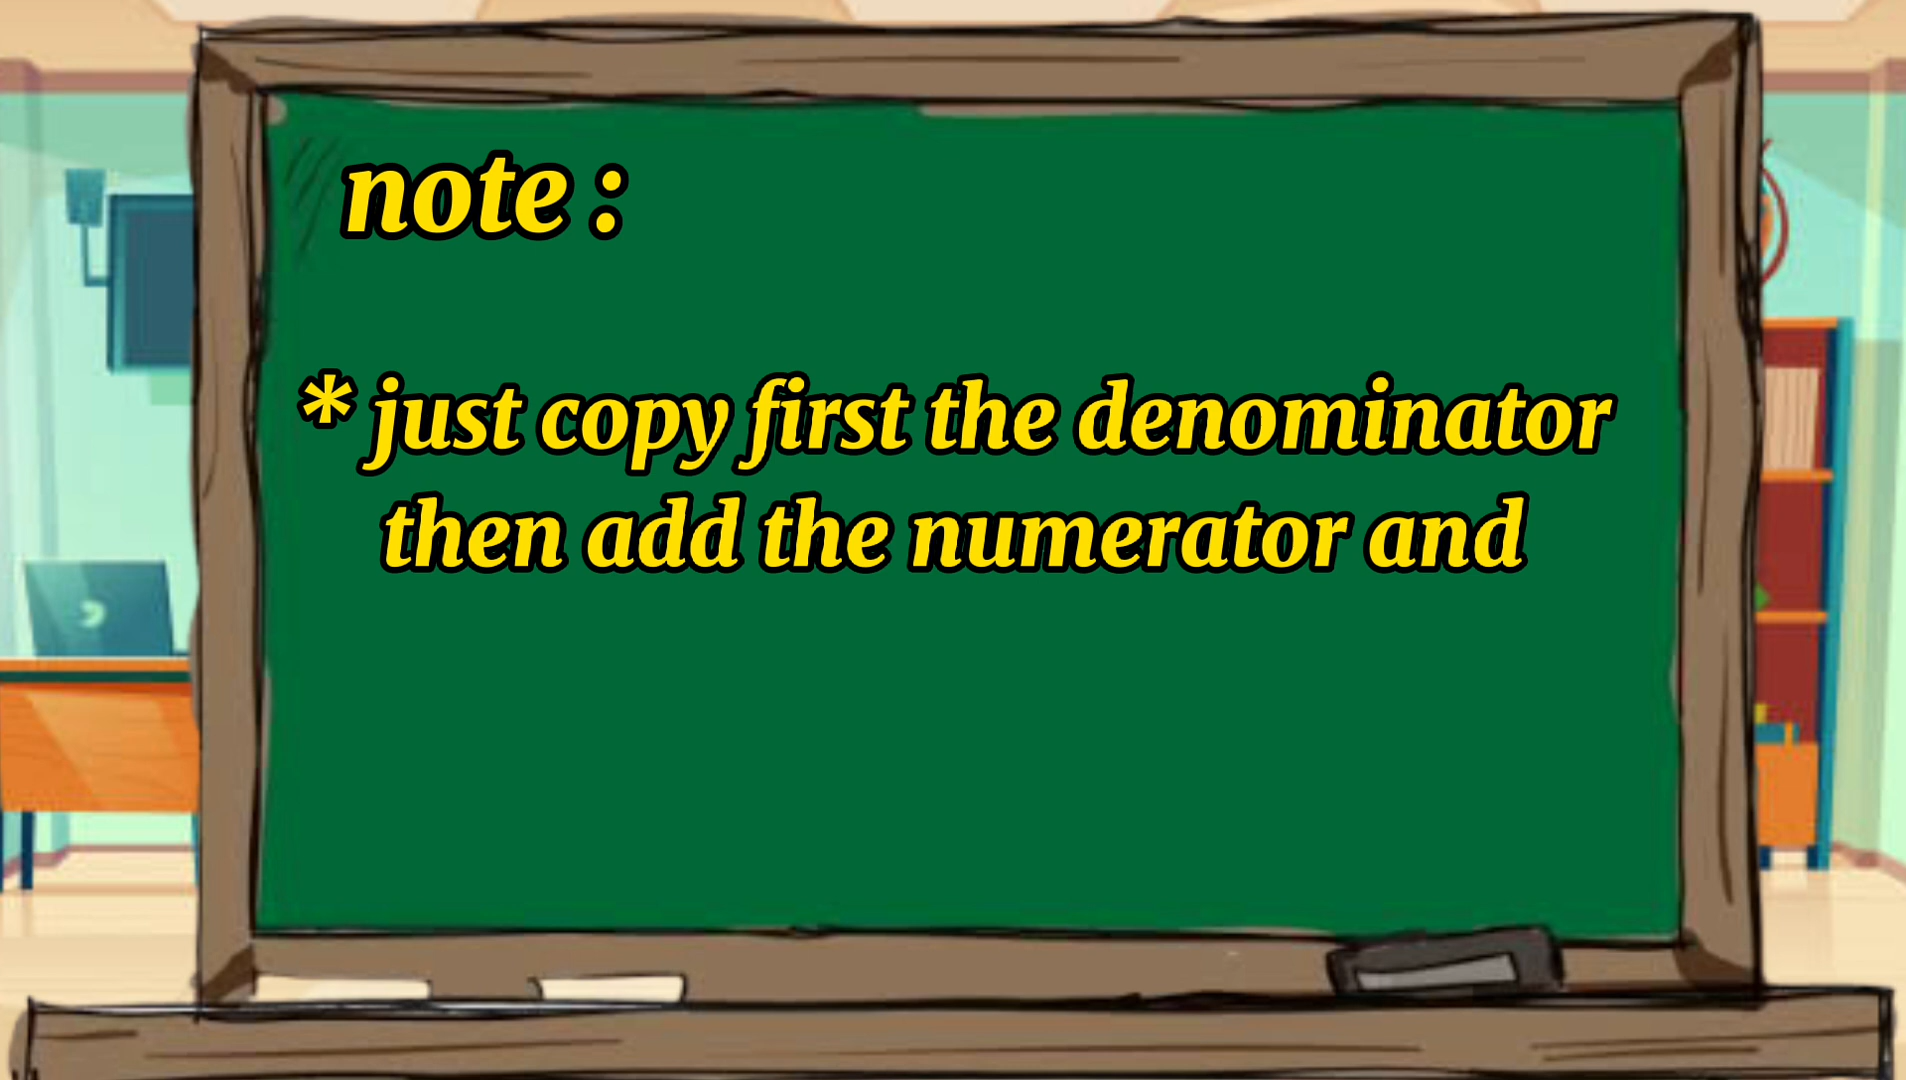 note :
* just copy first the denominator
then add the numerator and